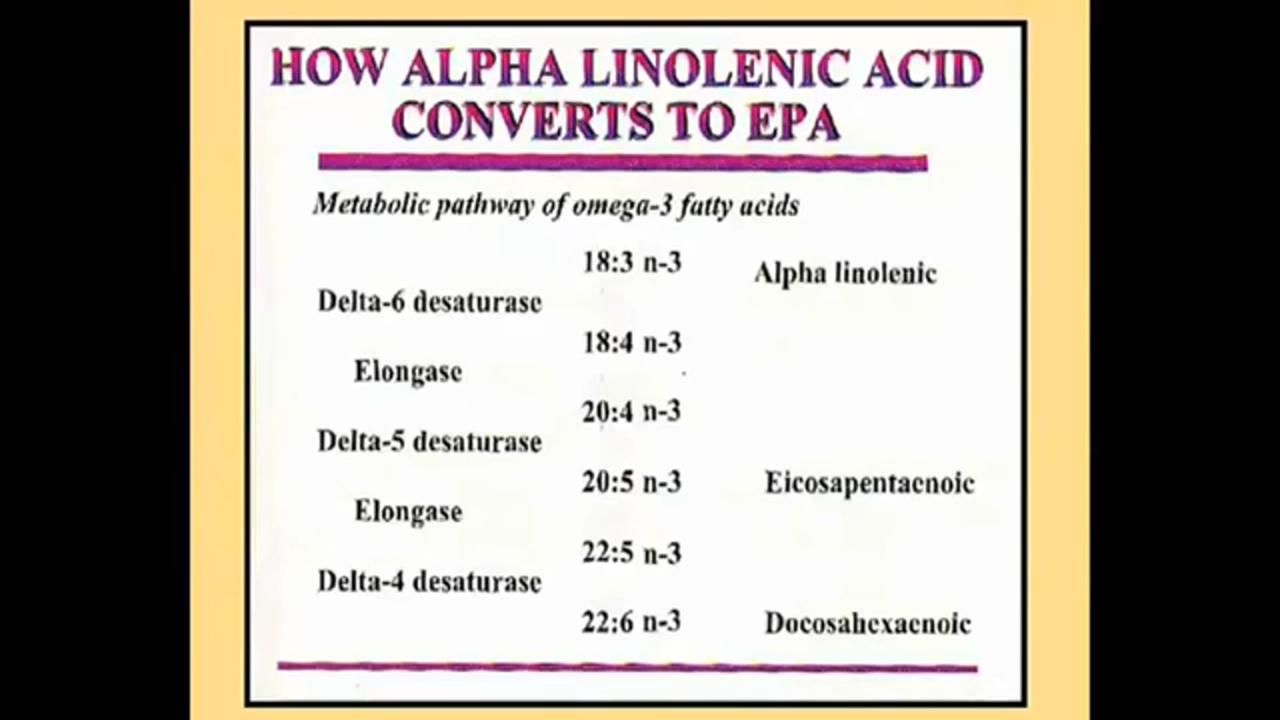 HOW ALPHA LINOLENIC ACID
CONVERTS TO EPA
Metabolic pathway of omega-3 fatty acids
18:3 n-3 Alpha linolenic
Delta-6 desaturase
18:4 n-3
Elongase
20:4 n-3
Delta-5 desaturase
20:5 n-3 Eicosapentaenoic
Elongase
22:5 n-3
Delta-4 desaturase
22:6 n-3 Docosahexaenoic